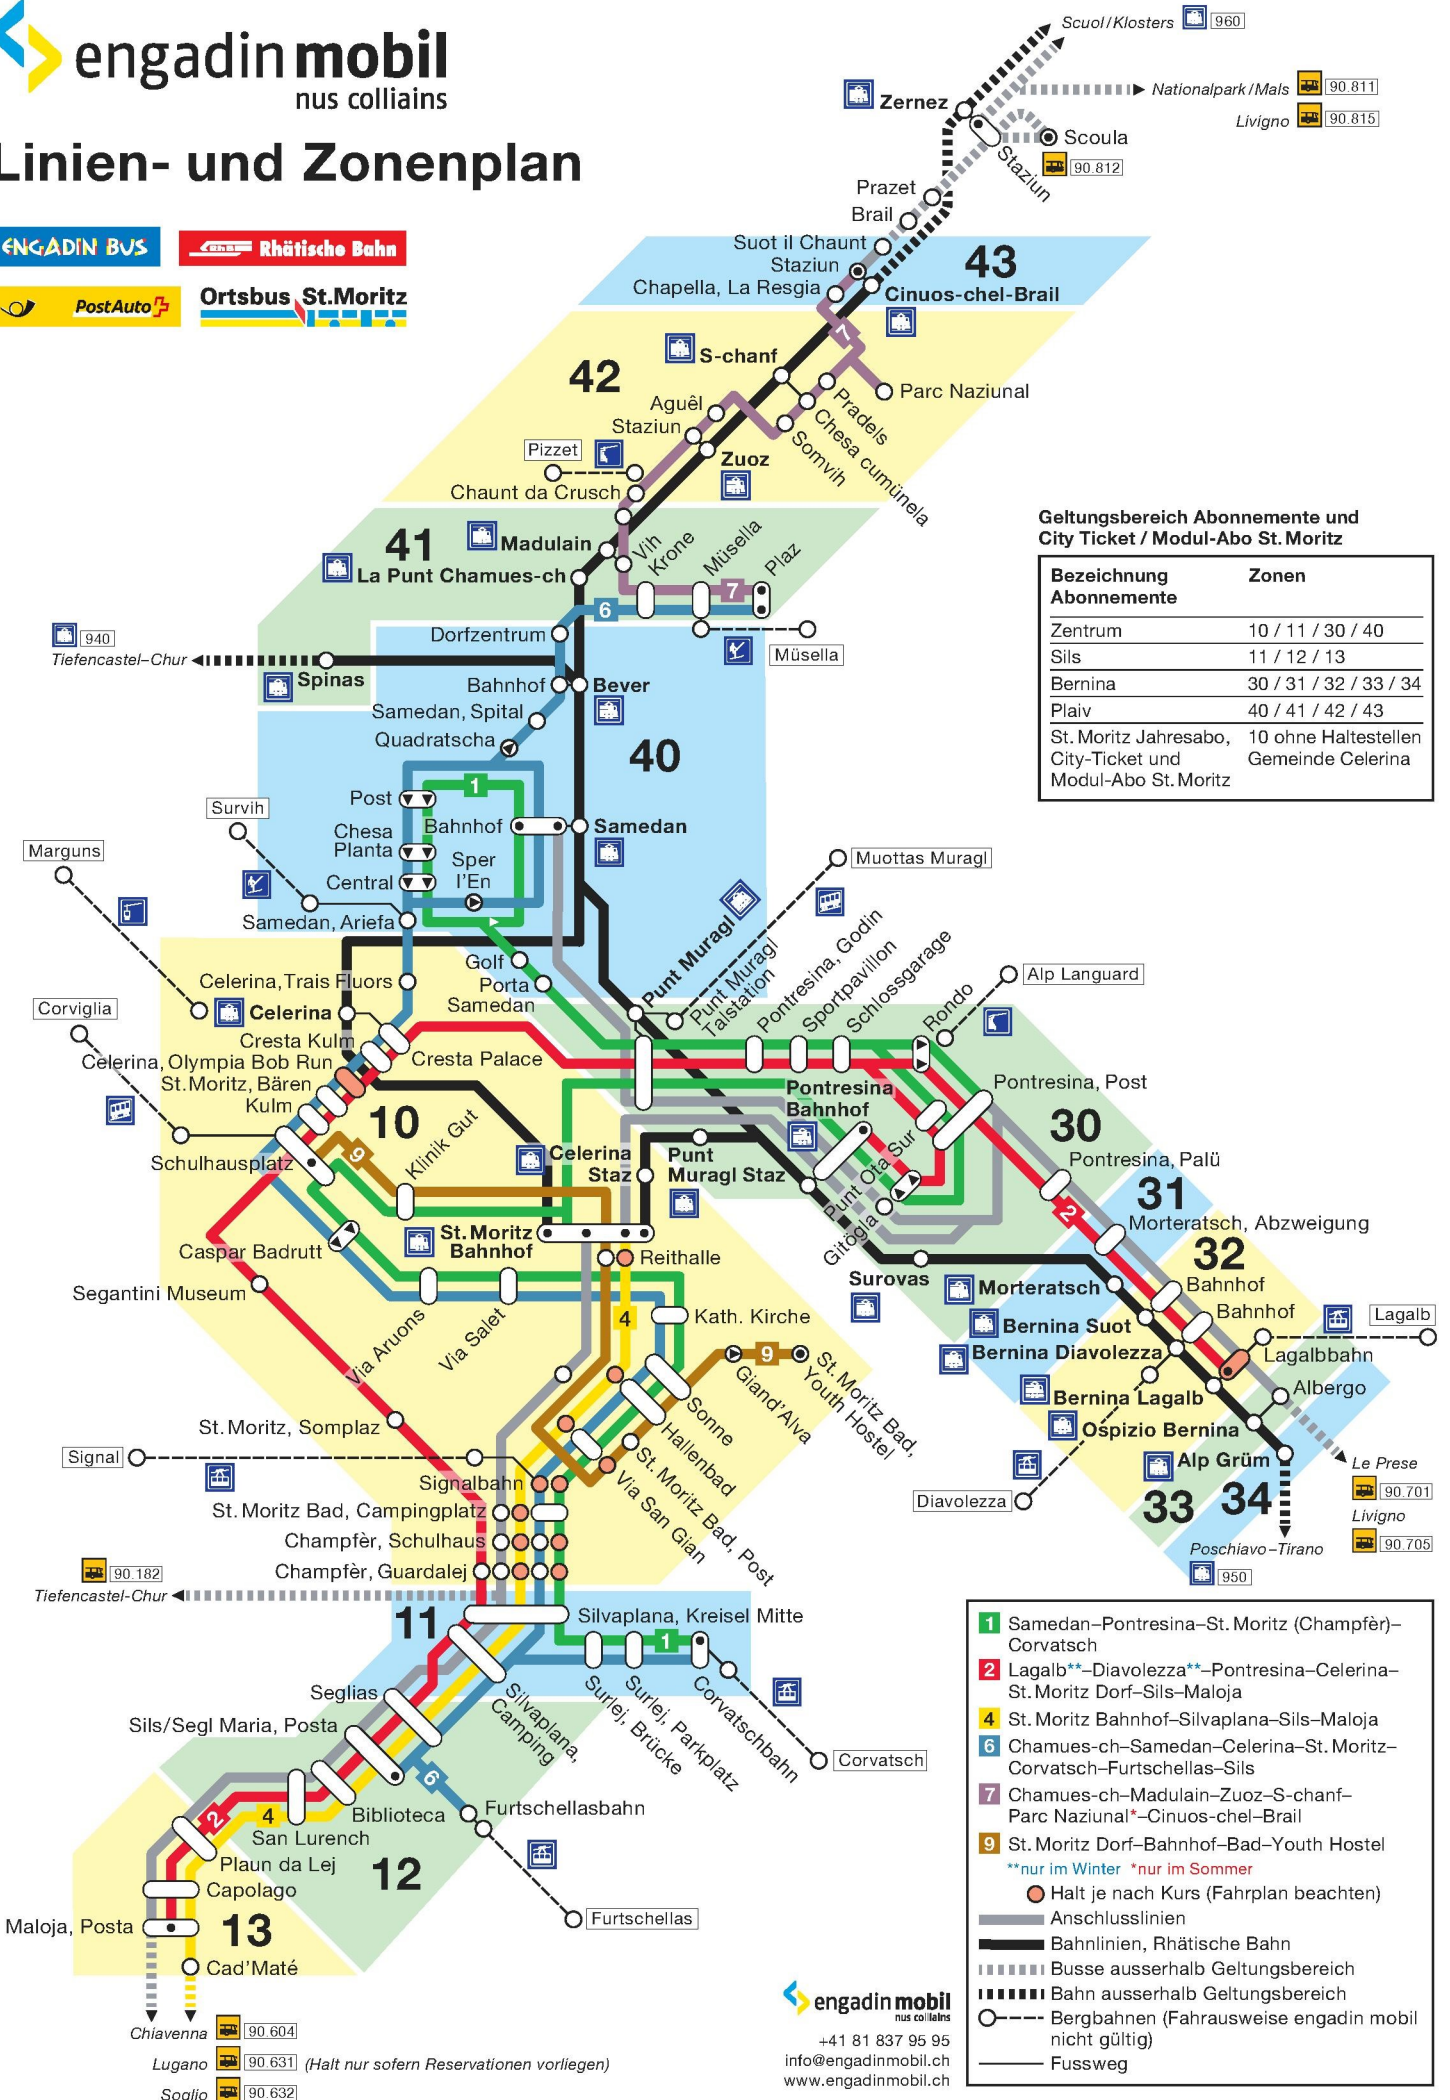 engadin mobil
nus colliains
Linien- und Zonenplan
ENGADIN BUS
RhB Rhätische Bahn
PostAuto
Ortsbus St.Moritz
Scuol/Klosters 960
Nationalpark/Mals 90.811
Livigno 90.815
Zernez
Scoula
90.812
Staziun
Prazet
Brail
Suot il Chaunt
Staziun
Chapella, La Resgia
43
Cinuos-chel-Brail
7
S-chanf
42
Parc Naziunal
Aguêl
Staziun
Pradels
Chesa cumünela
Somvih
Pizzet
Zuoz
Chaunt da Crusch
41
Madulain
La Punt Chamues-ch
Vih
Krone
Müsella
Plaz
7
6
Geltungsbereich Abonnemente und
City Ticket / Modul-Abo St. Moritz
Bezeichnung Abonnemente Zonen
Zentrum 10 / 11 / 30 / 40
Sils 11 / 12 / 13
Bernina 30 / 31 / 32 / 33 / 34
Plaiv 40 / 41 / 42 / 43
St. Moritz Jahresabo, 10 ohne Haltestellen
City-Ticket und Gemeinde Celerina
Modul-Abo St. Moritz
940
Tiefencastel–Chur
Dorfzentrum
Müsella
Spinas
Bahnhof
Bever
Samedan, Spital
Quadratscha
40
1
Post
Survih
Chesa
Planta
Bahnhof
Samedan
Marguns
Sper
l'En
Central
Muottas Muragl
Samedan, Ariefa
Punt Muragl
Punt Muragl
Talstation
Pontresina, Godin
Sportpavillon
Schlossgarage
Golf
Porta
Samedan
Rondo
Alp Languard
Celerina, Trais Fluors
Corviglia
Celerina
Cresta Kulm
Celerina, Olympia Bob Run
Cresta Palace
St. Moritz, Bären
Kulm
10
Pontresina
Bahnhof
Pontresina, Post
30
9
Klinik Gut
Schulhausplatz
Celerina
Staz
Punt
Muragl Staz
Punt Ota Sur
Gitögla
Pontresina, Palü
31
2
Morteratsch, Abzweigung
32
St. Moritz
Bahnhof
Caspar Badrutt
Reithalle
Segantini Museum
Surovas
Morteratsch
Bahnhof
Bahnhof
Lagalb
4
Kath. Kirche
Bernina Suot
Bernina Diavolezza
Lagalbbahn
Via Aruons
Via Salet
9
Giand'Alva
St. Moritz Bad,
Youth Hostel
Bernina Lagalb
Albergo
Sonne
Hallenbad
St. Moritz, Somplaz
Ospizio Bernina
St. Moritz Bad, Post
Via San Gian
Signal
Alp Grüm
Le Prese
90.701
Signalbahn
Diavolezza
33
34
Livigno
90.705
St. Moritz Bad, Campingplatz
Champfèr, Schulhaus
Poschiavo–Tirano
950
90.182
Champfèr, Guardalej
Tiefencastel-Chur
11
Silvaplana, Kreisel Mitte
1
Seglias
Silvaplana,
Camping
Surlej, Brücke
Surlej, Parkplatz
Corvatschbahn
Sils/Segl Maria, Posta
Corvatsch
6
Biblioteca
Furtschellasbahn
2
4
San Lurench
Plaun da Lej
12
Capolago
Furtschellas
Maloja, Posta
13
Cad'Maté
Chiavenna 90.604
Lugano 90.631 (Halt nur sofern Reservationen vorliegen)
Soglio 90.632
1 Samedan–Pontresina–St. Moritz (Champfèr)–
Corvatsch
2 Lagalb**–Diavolezza**–Pontresina–Celerina–
St. Moritz Dorf–Sils–Maloja
4 St. Moritz Bahnhof–Silvaplana–Sils–Maloja
6 Chamues-ch–Samedan–Celerina–St. Moritz–
Corvatsch–Furtschellas–Sils
7 Chamues-ch–Madulain–Zuoz–S-chanf–
Parc Naziunal*–Cinuos-chel–Brail
9 St. Moritz Dorf–Bahnhof–Bad–Youth Hostel
**nur im Winter *nur im Sommer
Halt je nach Kurs (Fahrplan beachten)
Anschlusslinien
Bahnlinien, Rhätische Bahn
Busse ausserhalb Geltungsbereich
Bahn ausserhalb Geltungsbereich
Bergbahnen (Fahrausweise engadin mobil
nicht gültig)
Fussweg
engadin mobil
nus colliains
+41 81 837 95 95
info@engadinmobil.ch
www.engadinmobil.ch